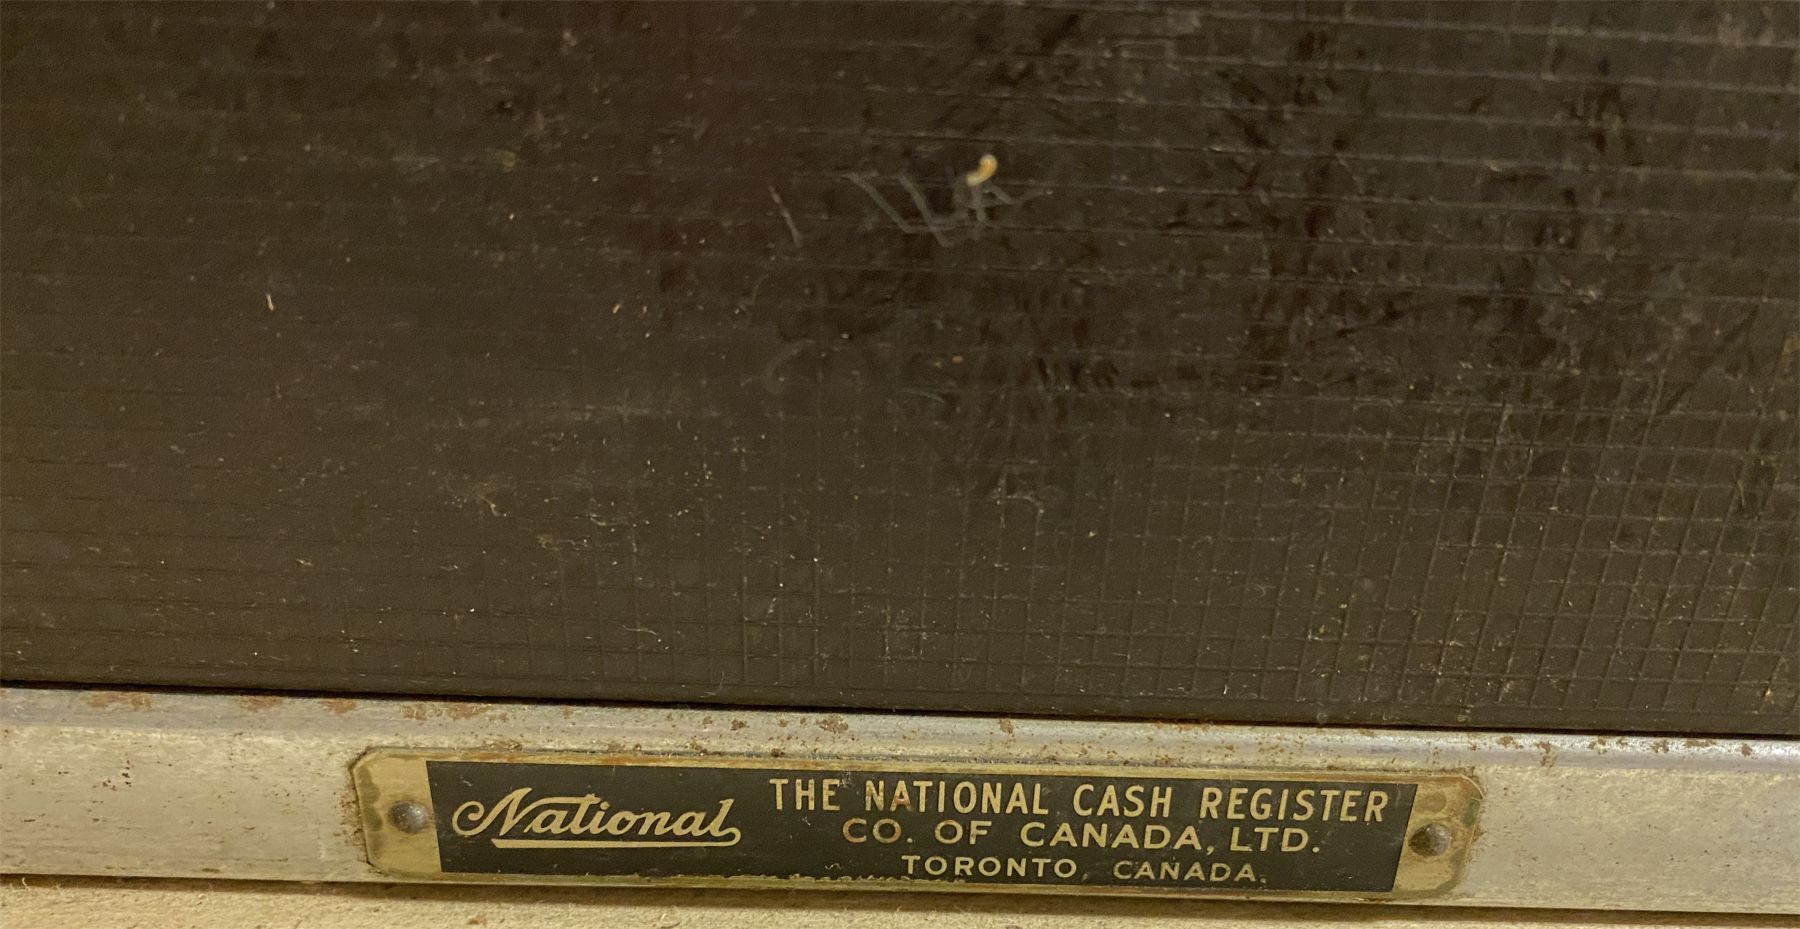 National
THE NATIONAL CASH REGISTER
CO. OF CANADA, LTD.
TORONTO, CANADA.